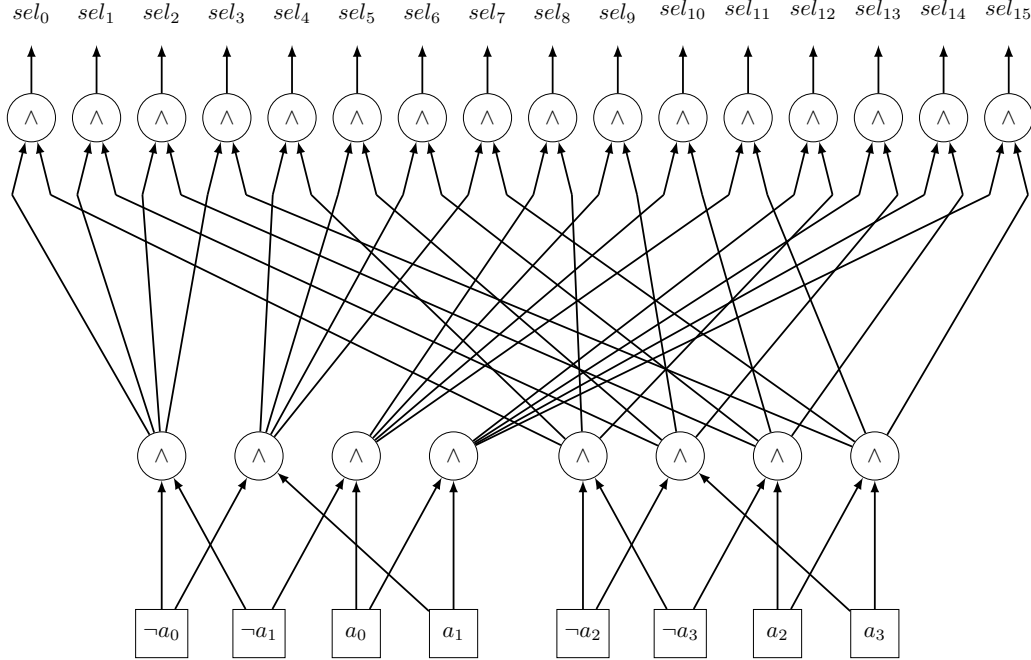 sel₀ sel₁ sel₂ sel₃ sel₄ sel₅ sel₆ sel₇ sel₈ sel₉ sel₁₀ sel₁₁ sel₁₂ sel₁₃ sel₁₄ sel₁₅
∧ ∧ ∧ ∧ ∧ ∧ ∧ ∧ ∧ ∧ ∧ ∧ ∧ ∧ ∧ ∧
∧ ∧ ∧ ∧ ∧ ∧ ∧ ∧
¬a₀ ¬a₁ a₀ a₁ ¬a₂ ¬a₃ a₂ a₃